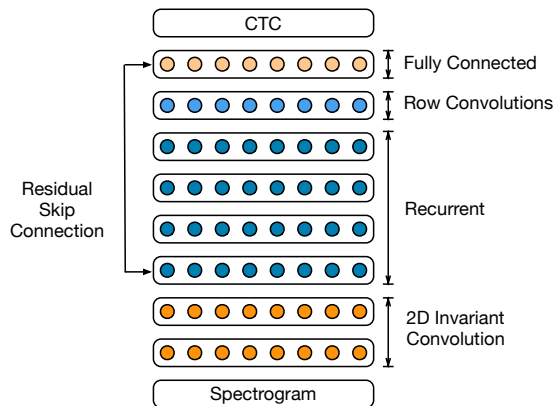 CTC
Fully Connected
Row Convolutions
Residual
Skip
Connection
Recurrent
2D Invariant
Convolution
Spectrogram